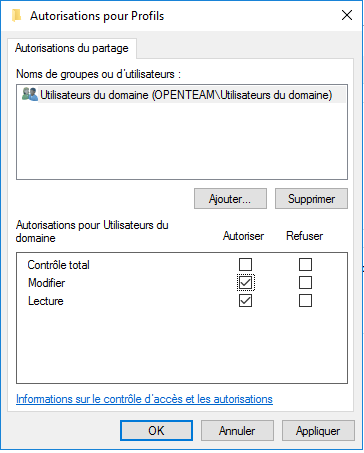 Autorisations pour Profils
Autorisations du partage
Noms de groupes ou d'utilisateurs :
Utilisateurs du domaine (OPENTEAM\Utilisateurs du domaine)
Ajouter... Supprimer
Autorisations pour Utilisateurs du domaine Autoriser Refuser
Contrôle total
Modifier
Lecture
Informations sur le contrôle d'accès et les autorisations
OK Annuler Appliquer